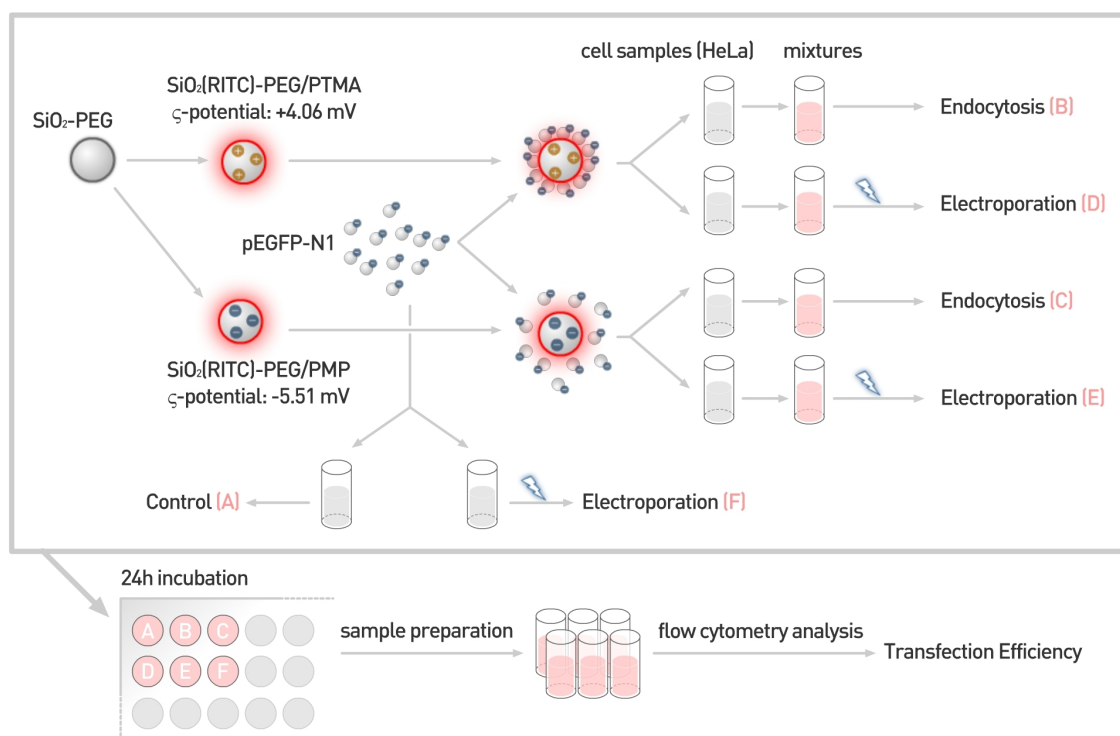 cell samples (HeLa)
mixtures
SiO₂(RITC)-PEG/PTMA
ς-potential: +4.06 mV
SiO₂-PEG
Endocytosis (B)
Electroporation (D)
pEGFP-N1
Endocytosis (C)
SiO₂(RITC)-PEG/PMP
ς-potential: -5.51 mV
Electroporation (E)
Control (A)
Electroporation (F)
24h incubation
A B C
D E F
sample preparation
flow cytometry analysis
Transfection Efficiency